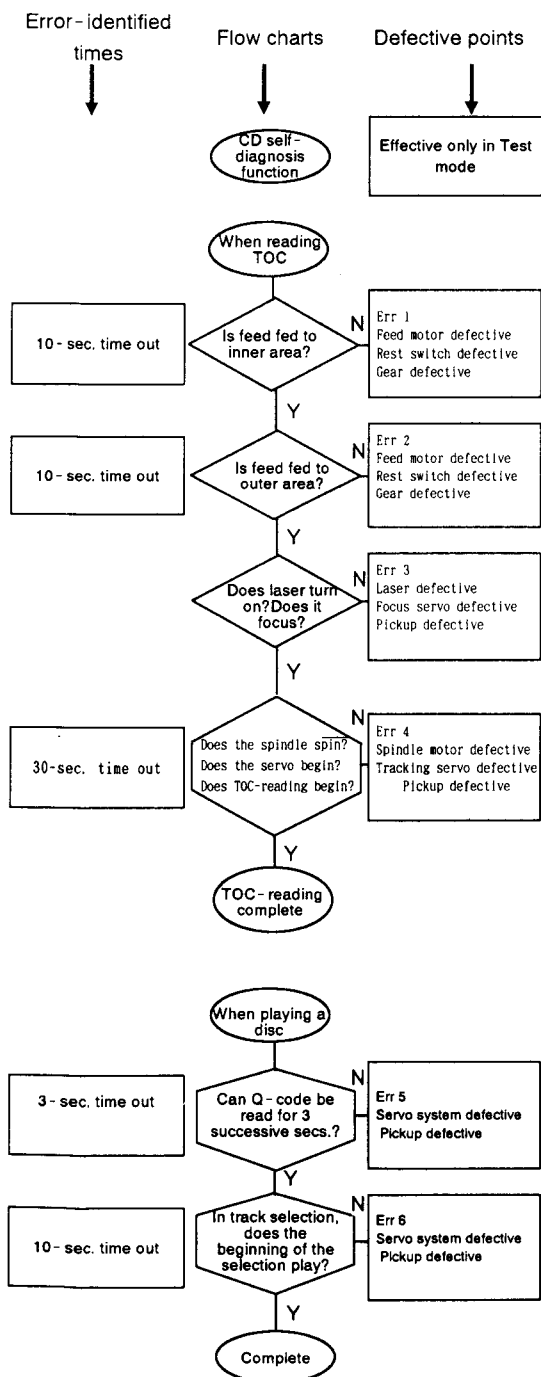 Error-identified
times
Flow charts
Defective points
CD self-
diagnosis
function
Effective only in Test
mode
When reading
TOC
10-sec. time out
Is feed fed to
inner area?
N
Err 1
Feed motor defective
Rest switch defective
Gear defective
Y
10-sec. time out
Is feed fed to
outer area?
N
Err 2
Feed motor defective
Rest switch defective
Gear defective
Y
Does laser turn
on?Does it
focus?
N
Err 3
Laser defective
Focus servo defective
Pickup defective
Y
30-sec. time out
Does the spindle spin?
Does the servo begin?
Does TOC-reading begin?
N
Err 4
Spindle motor defective
Tracking servo defective
Pickup defective
Y
TOC-reading
complete
When playing a
disc
3-sec. time out
Can Q-code be
read for 3
successive secs.?
N
Err 5
Servo system defective
Pickup defective
Y
10-sec. time out
In track selection,
does the
beginning of the
selection play?
N
Err 6
Servo system defective
Pickup defective
Y
Complete